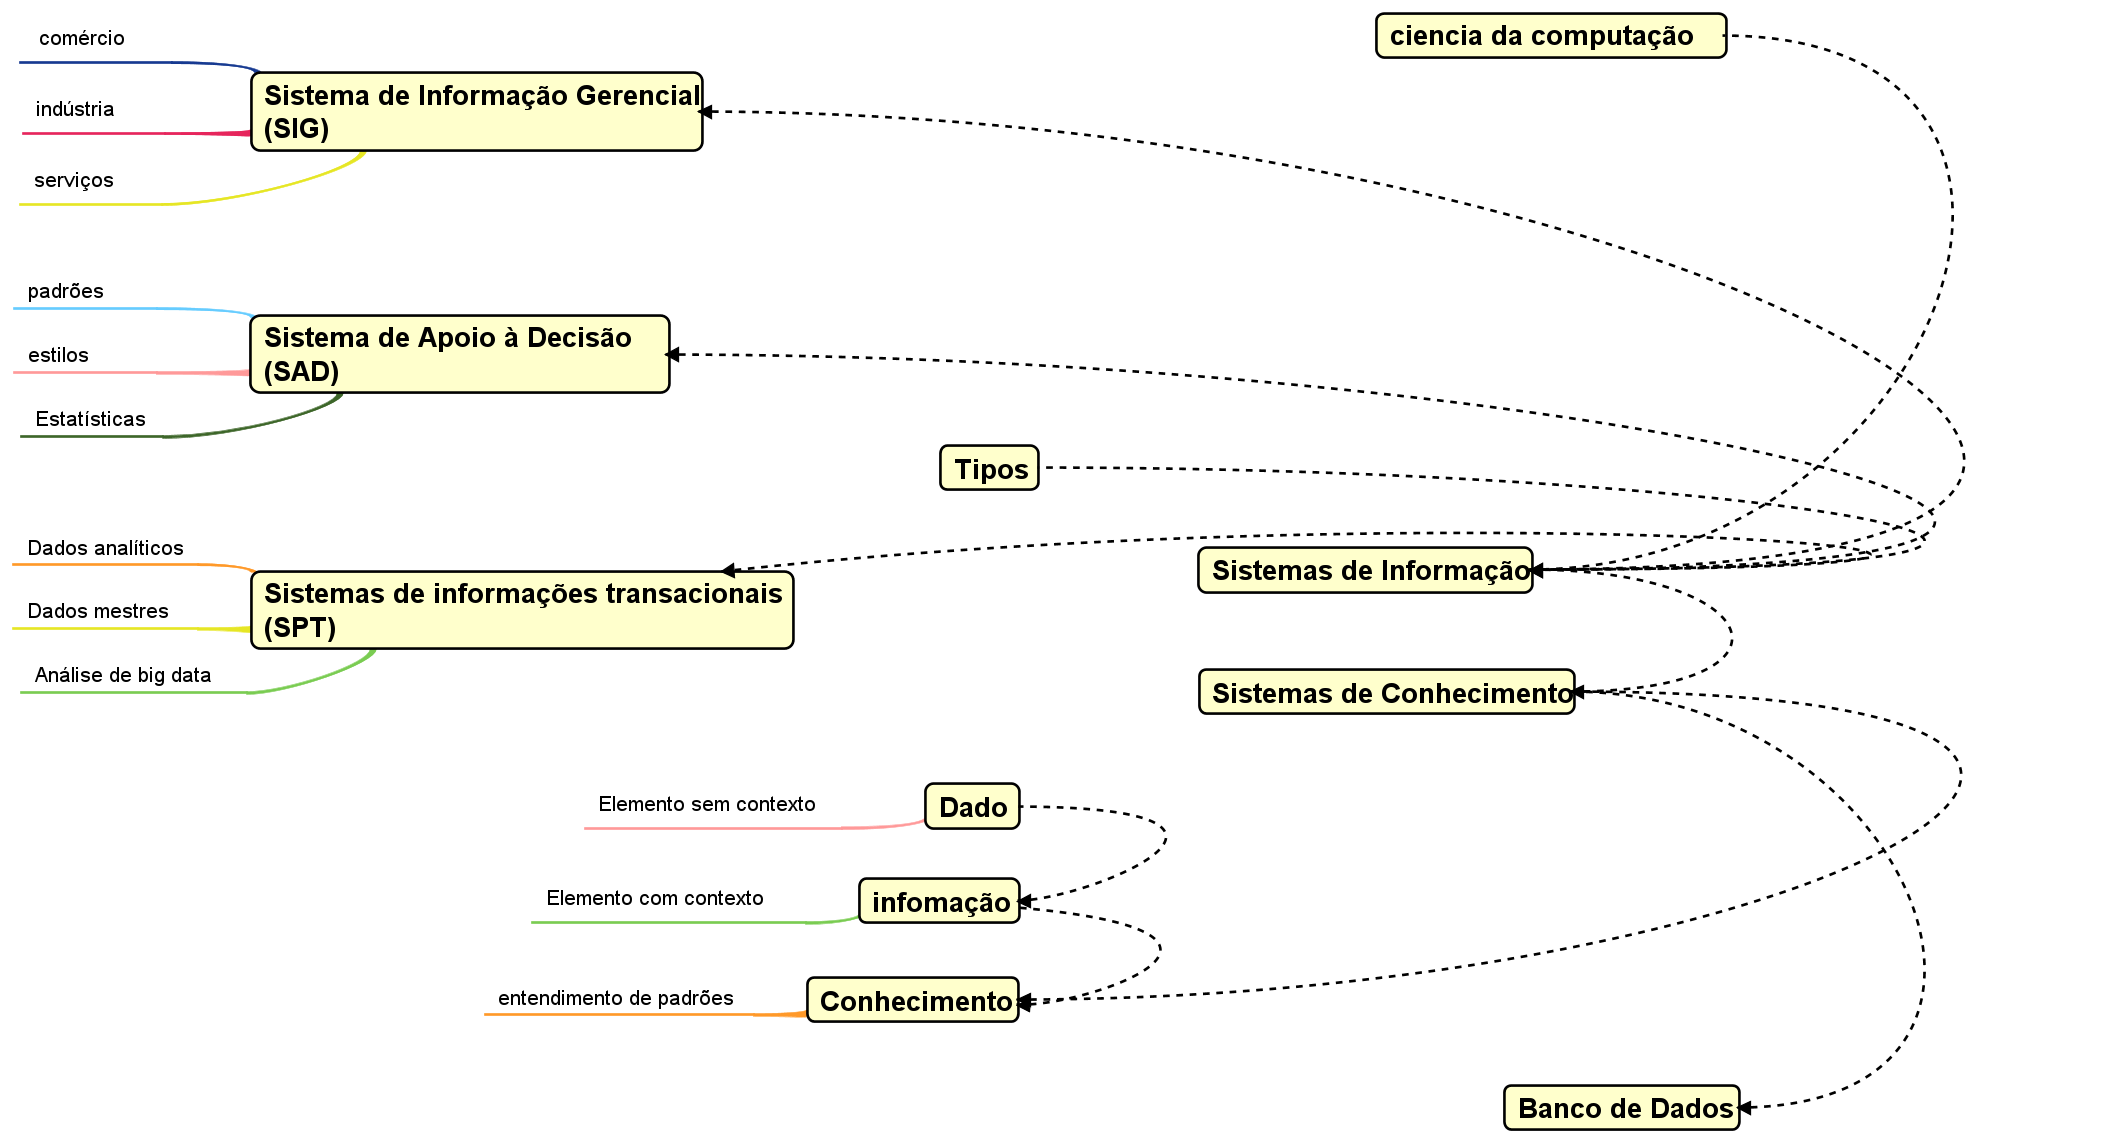 ciencia da computação
comércio
indústria
serviços
Sistema de Informação Gerencial
(SIG)
padrões
estilos
Estatísticas
Sistema de Apoio à Decisão
(SAD)
Tipos
Dados analíticos
Dados mestres
Análise de big data
Sistemas de informações transacionais
(SPT)
Sistemas de Informação
Sistemas de Conhecimento
Elemento sem contexto
Dado
Elemento com contexto
infomação
entendimento de padrões
Conhecimento
Banco de Dados